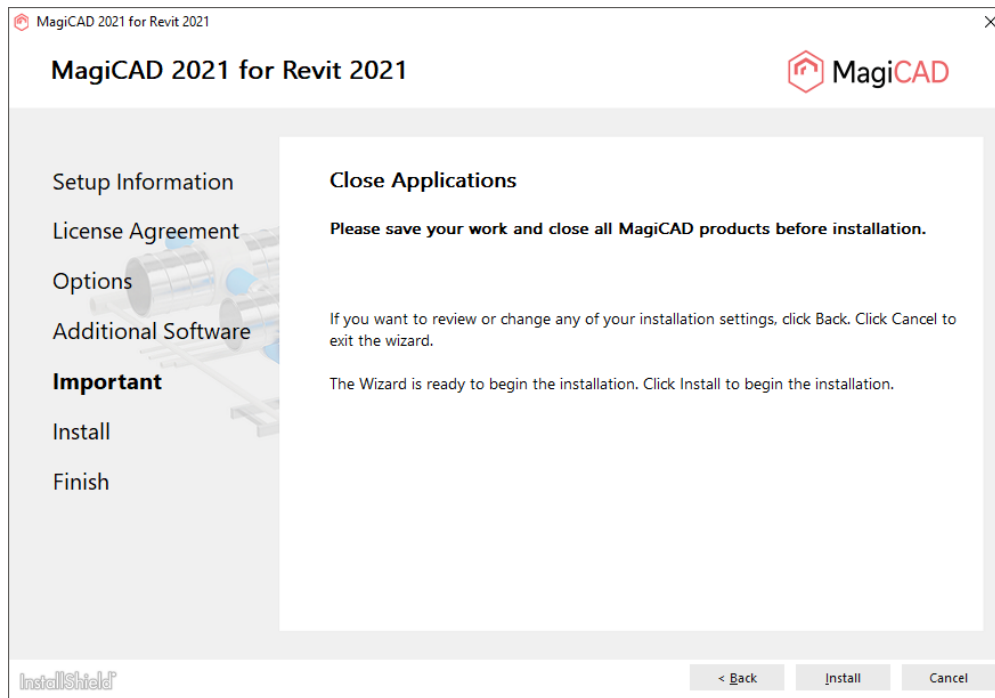 MagiCAD 2021 for Revit 2021
MagiCAD 2021 for Revit 2021
MagiCAD
Setup Information
License Agreement
Options
Additional Software
Important
Install
Finish
Close Applications
Please save your work and close all MagiCAD products before installation.
If you want to review or change any of your installation settings, click Back. Click Cancel to
exit the wizard.
The Wizard is ready to begin the installation. Click Install to begin the installation.
InstallShield
< Back
Install
Cancel